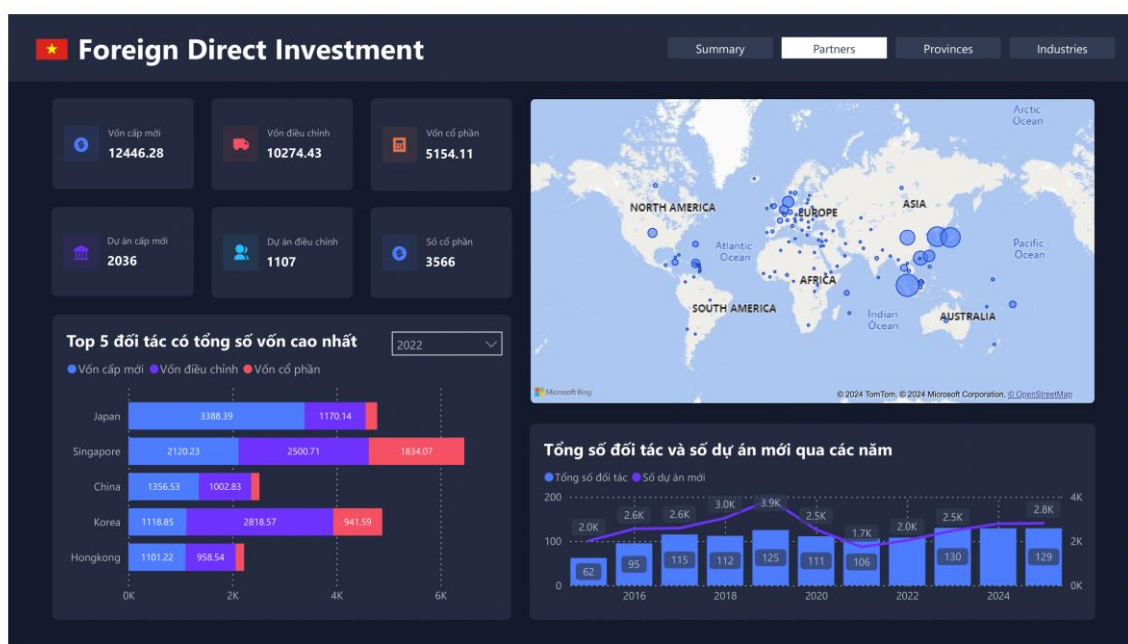 Foreign Direct Investment
Summary
Partners
Provinces
Industries
Vốn cấp mới
12446.28
Vốn điều chỉnh
10274.43
Vốn cổ phần
5154.11
Dự án cấp mới
2036
Dự án điều chỉnh
1107
Số cổ phần
3566
Top 5 đối tác có tổng số vốn cao nhất
2022
Vốn cấp mới Vốn điều chỉnh Vốn cổ phần
Japan 3388.39 1170.14
Singapore 2120.23 2500.71 1834.07
China 1356.53 1002.83
Korea 1118.85 2818.57 941.59
Hongkong 1101.22 958.54
0K 2K 4K 6K
Arctic
Ocean
NORTH AMERICA
EUROPE
ASIA
Atlantic
Ocean
Pacific
Ocean
AFRICA
SOUTH AMERICA
Indian
Ocean
AUSTRALIA
Microsoft Bing
© 2024 TomTom, © 2024 Microsoft Corporation, © OpenStreetMap
Tổng số đối tác và số dự án mới qua các năm
Tổng số đối tác Số dự án mới
200
4K
2.0K 2.6K 2.6K 3.0K 3.9K 2.5K 1.7K 2.0K 2.5K 2.8K
100
2K
62 95 115 112 125 111 106 130 129
0
0K
2016 2018 2020 2022 2024